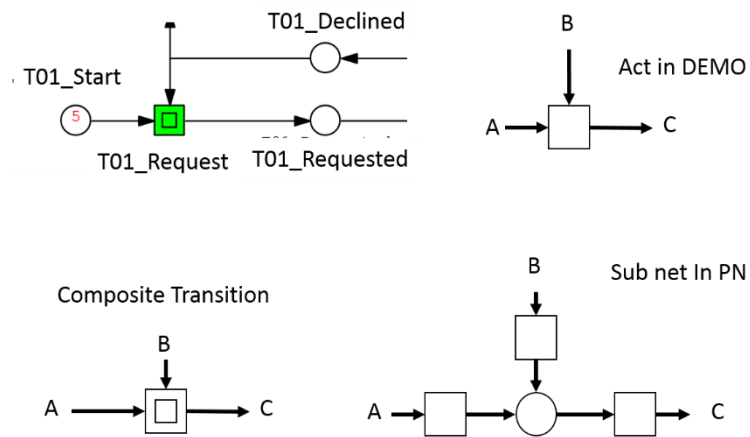 T01_Declined
T01_Start
5
T01_Request
T01_Requested
B
Act in DEMO
A
C
Composite Transition
B
A
C
B
Sub net In PN
A
C